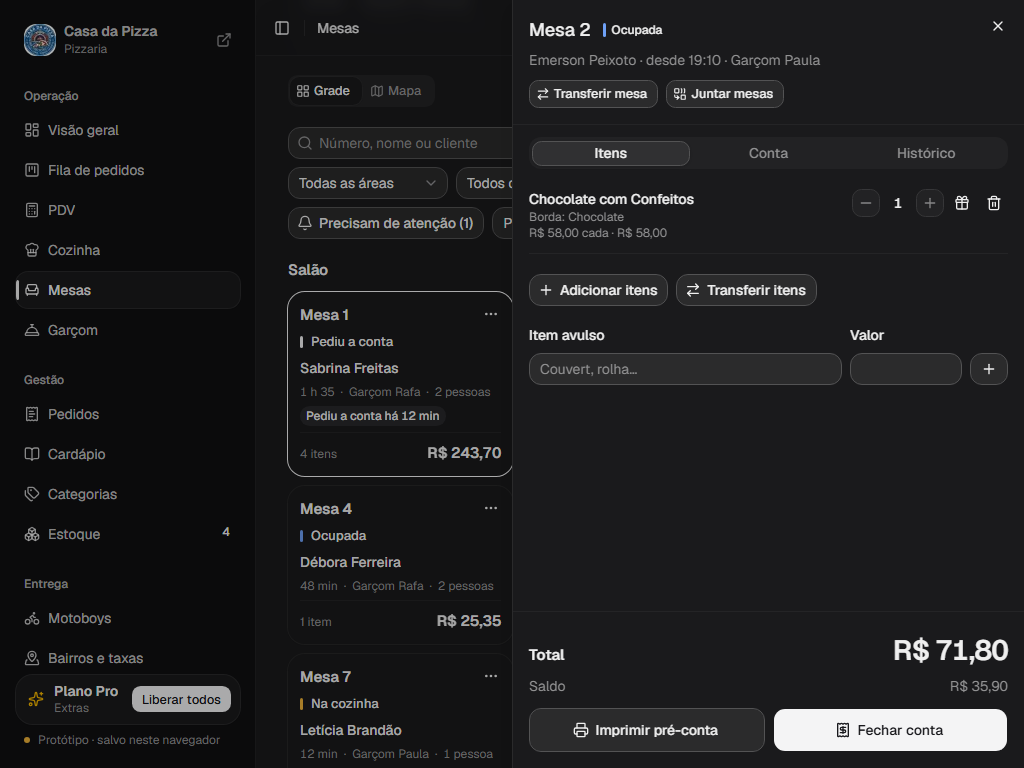 Casa da Pizza
Pizzaria
Operação
Visão geral
Fila de pedidos
PDV
Cozinha
Mesas
Garçom
Gestão
Pedidos
Cardápio
Categorias
Estoque 4
Entrega
Motoboys
Bairros e taxas
Plano Pro
Extras
Liberar todos
Protótipo · salvo neste navegador
Mesas
Grade Mapa
Número, nome ou cliente
Todas as áreas
Precisam de atenção (1)
Salão
Mesa 1
Pediu a conta
Sabrina Freitas
1 h 35 · Garçom Rafa · 2 pessoas
Pediu a conta há 12 min
4 itens R$ 243,70
Mesa 4
Ocupada
Débora Ferreira
48 min · Garçom Rafa · 2 pessoas
1 item R$ 25,35
Mesa 7
Na cozinha
Letícia Brandão
12 min · Garçom Paula · 1 pessoa
Mesa 2 Ocupada
Emerson Peixoto · desde 19:10 · Garçom Paula
Transferir mesa Juntar mesas
Itens Conta Histórico
Chocolate com Confeitos
Borda: Chocolate
R$ 58,00 cada · R$ 58,00
1
Adicionar itens Transferir itens
Item avulso Valor
Couvert, rolha...
Total R$ 71,80
Saldo R$ 35,90
Imprimir pré-conta Fechar conta